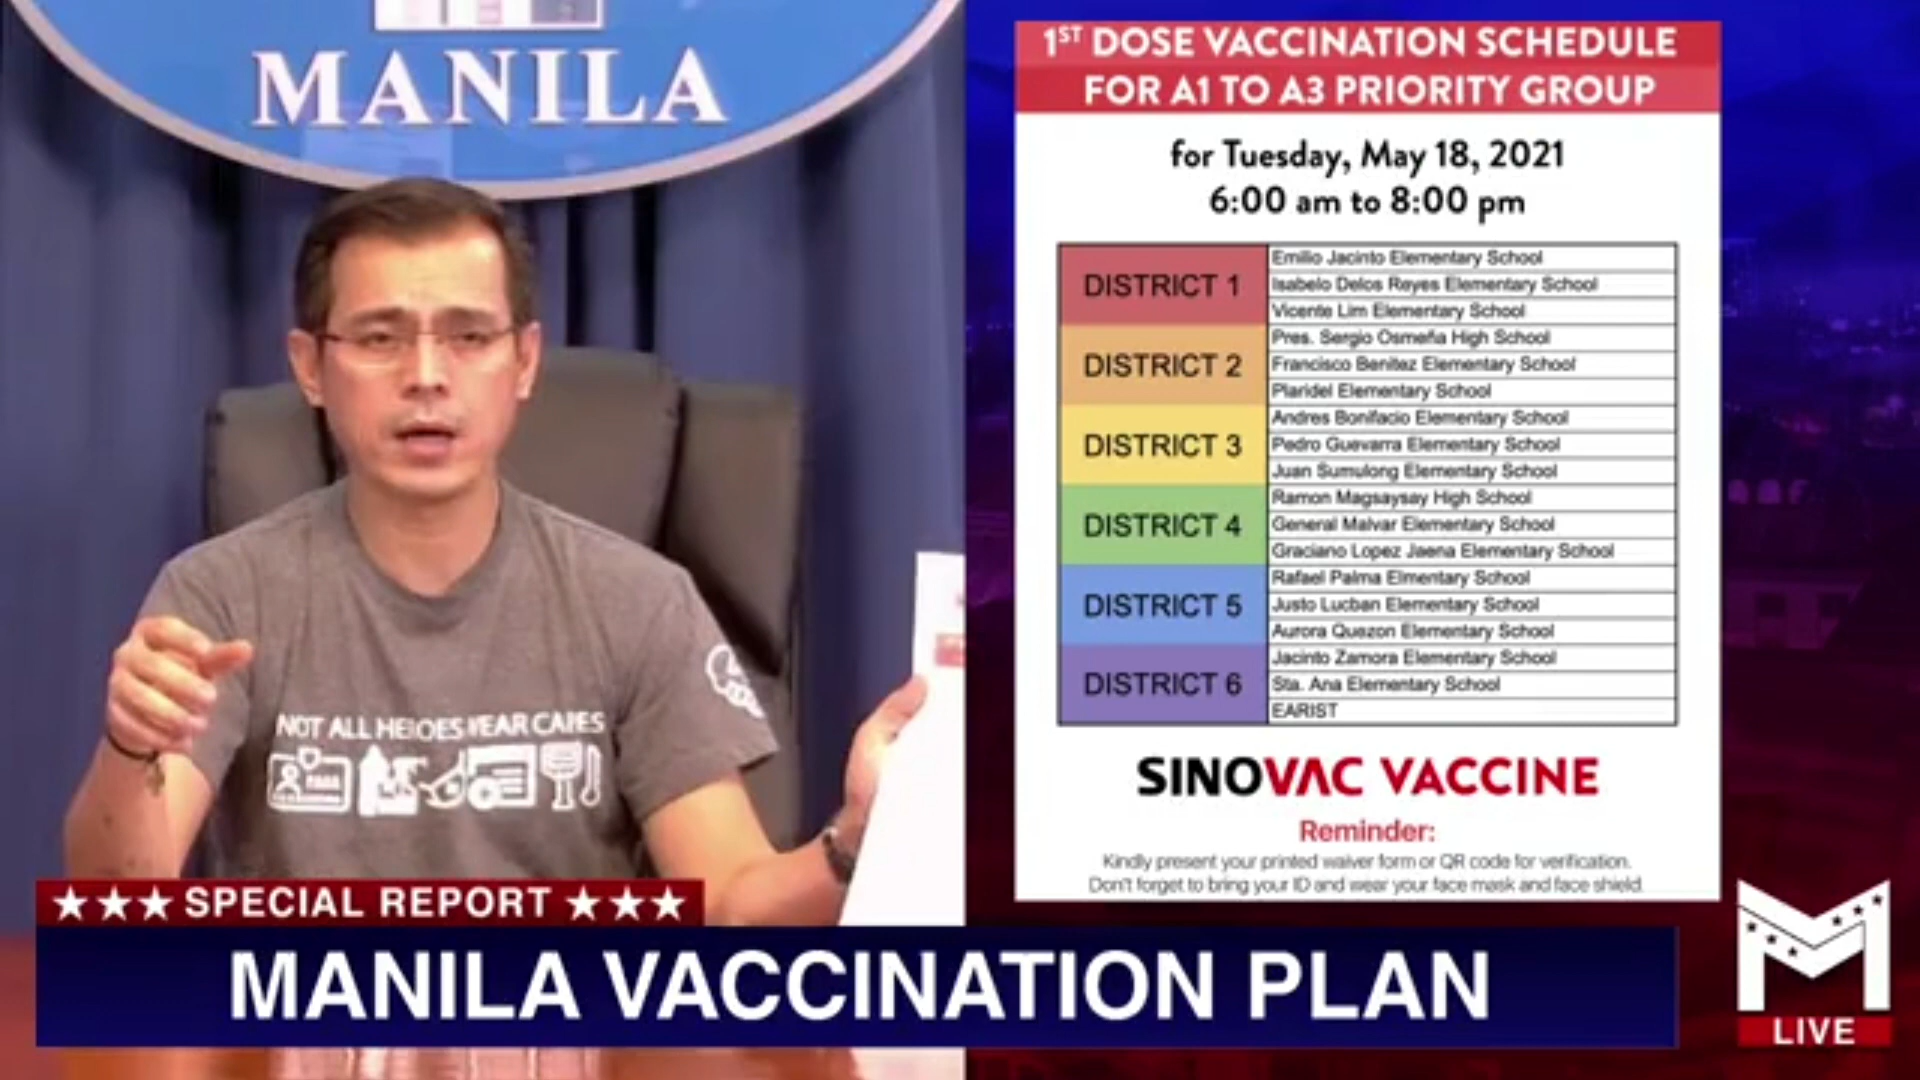 MANILA
NOT ALL HEROES WEAR CAPES
★★★ SPECIAL REPORT ★★★
MANILA VACCINATION PLAN
1ST DOSE VACCINATION SCHEDULE
FOR A1 TO A3 PRIORITY GROUP
for Tuesday, May 18, 2021
6:00 am to 8:00 pm
DISTRICT 1
Emilio Jacinto Elementary School
Isabelo Delos Reyes Elementary School
Vicente Lim Elementary School
DISTRICT 2
Pres. Sergio Osmeña High School
Francisco Benitez Elementary School
Plaridel Elementary School
DISTRICT 3
Andres Bonifacio Elementary School
Pedro Guevarra Elementary School
Juan Sumulong Elementary School
DISTRICT 4
Ramon Magsaysay High School
General Malvar Elementary School
Graciano Lopez Jaena Elementary School
DISTRICT 5
Rafael Palma Elmentary School
Justo Lucban Elementary School
Aurora Quezon Elementary School
DISTRICT 6
Jacinto Zamora Elementary School
Sta. Ana Elementary School
EARIST
SINOVAC VACCINE
Reminder:
Kindly present your printed waiver form or QR code for verification.
Don't forget to bring your ID and wear your face mask and face shield.
M
LIVE